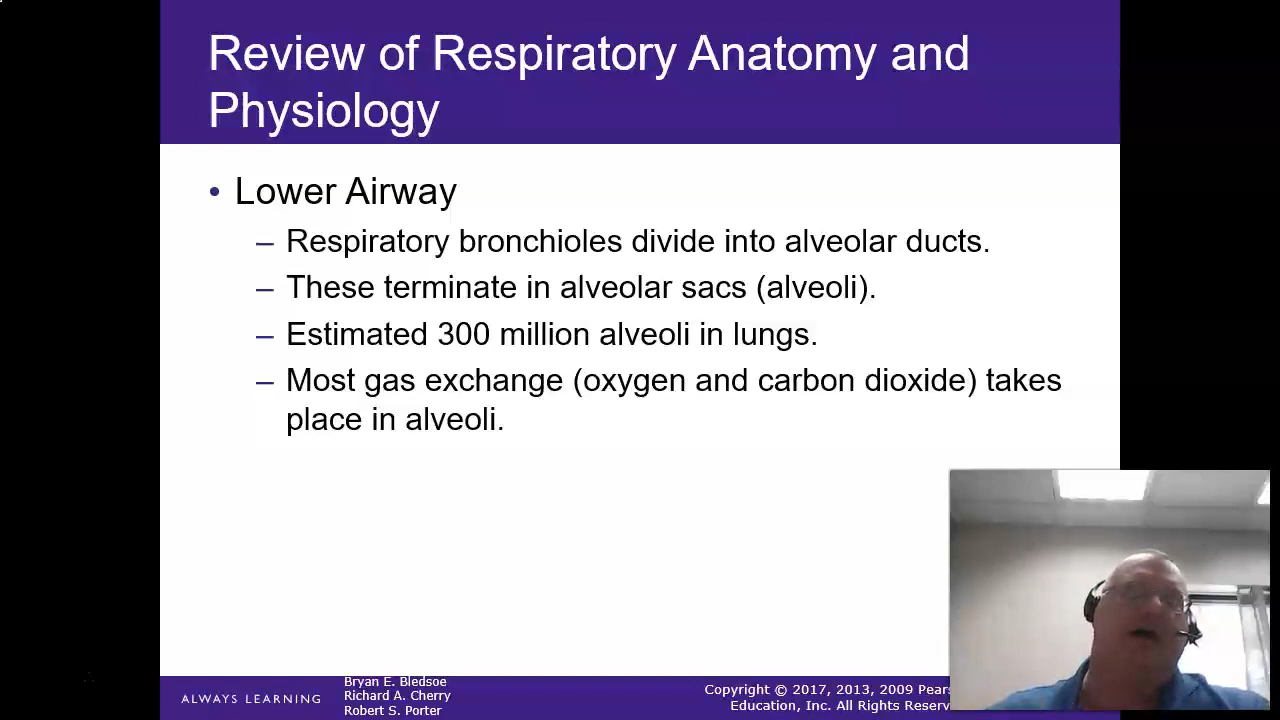 Review of Respiratory Anatomy and
Physiology
• Lower Airway
– Respiratory bronchioles divide into alveolar ducts.
– These terminate in alveolar sacs (alveoli).
– Estimated 300 million alveoli in lungs.
– Most gas exchange (oxygen and carbon dioxide) takes
place in alveoli.
ALWAYS LEARNING
Bryan E. Bledsoe
Richard A. Cherry
Robert S. Porter
Copyright © 2017, 2013, 2009
Education, Inc. All Rights